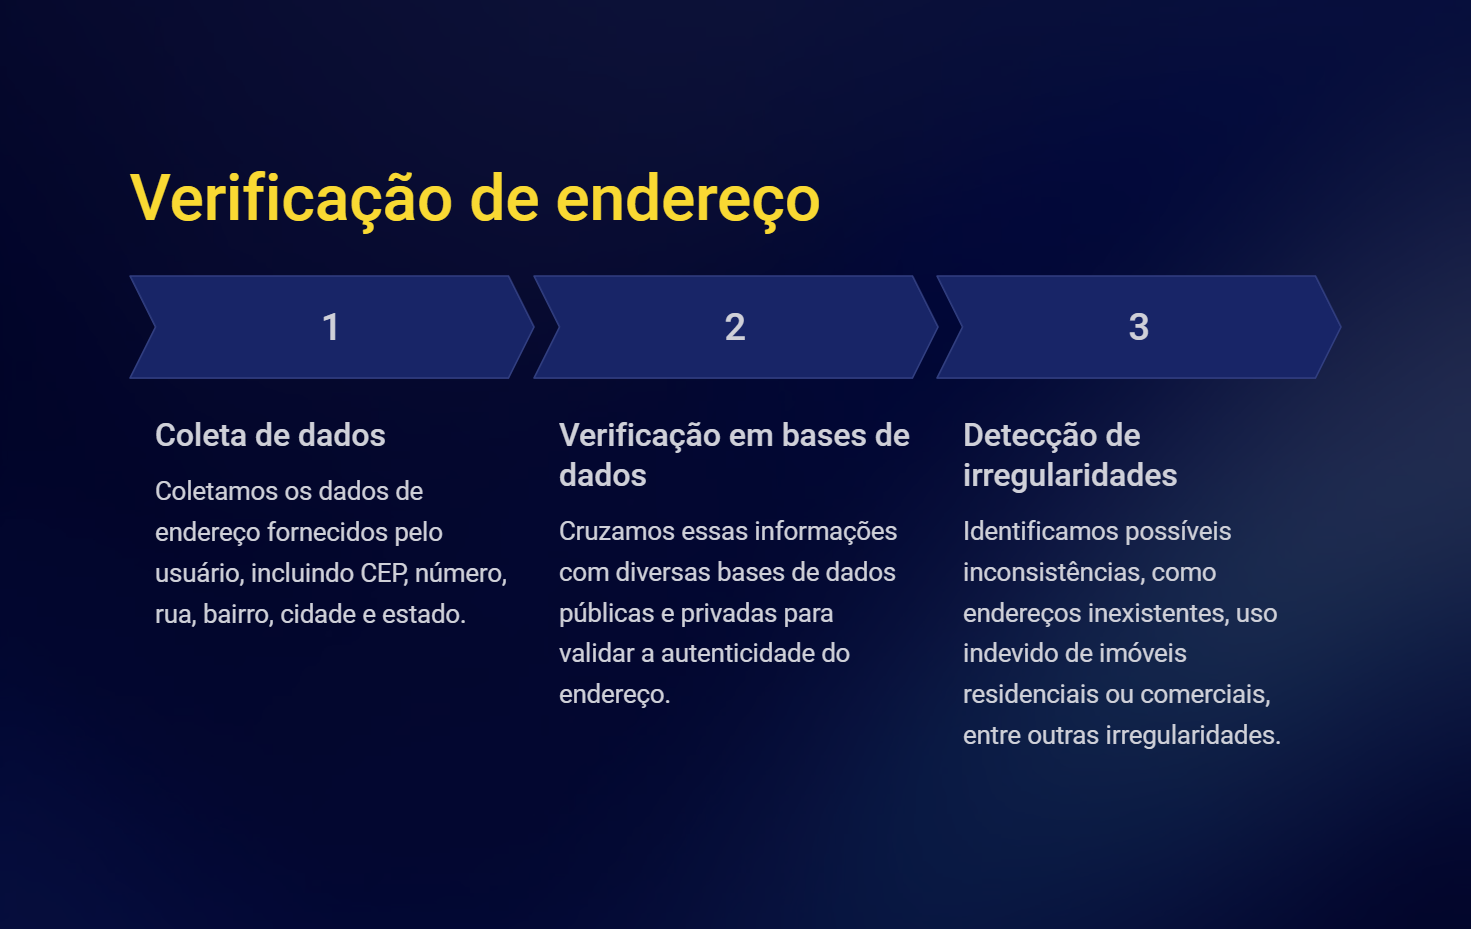 Verificação de endereço
1
2
3
Coleta de dados
Coletamos os dados de
endereço fornecidos pelo
usuário, incluindo CEP, número,
rua, bairro, cidade e estado.
Verificação em bases de
dados
Cruzamos essas informações
com diversas bases de dados
públicas e privadas para
validar a autenticidade do
endereço.
Detecção de
irregularidades
Identificamos possíveis
inconsistências, como
endereços inexistentes, uso
indevido de imóveis
residenciais ou comerciais,
entre outras irregularidades.